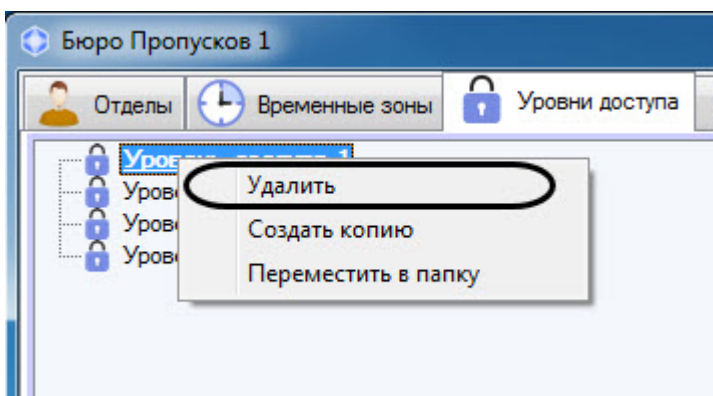 Бюро Пропусков 1
Отделы
Временные зоны
Уровни доступа
Удалить
Создать копию
Переместить в папку